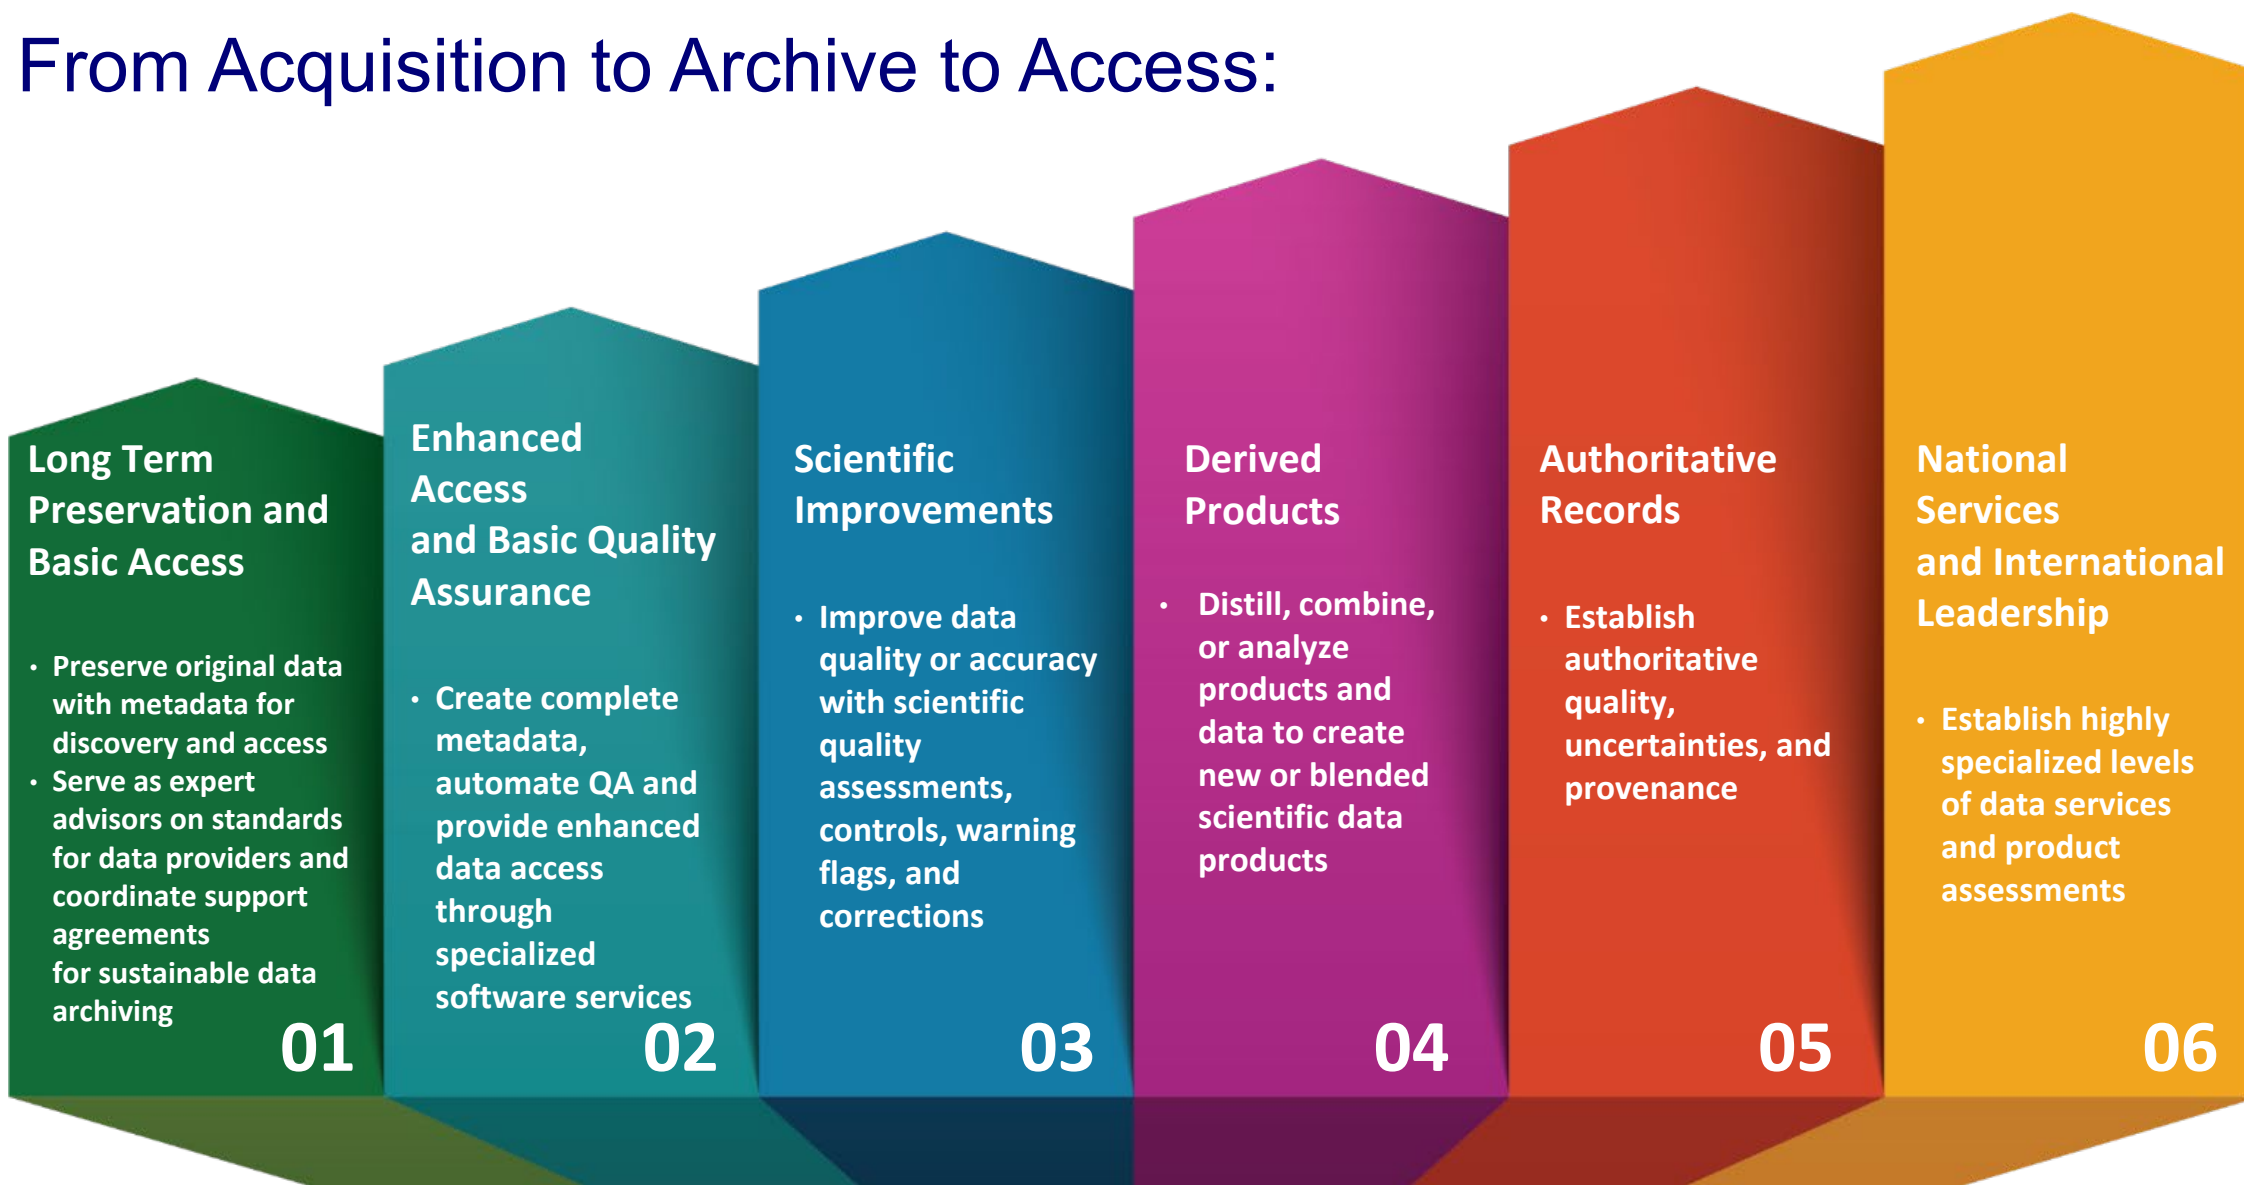 From Acquisition to Archive to Access:
Long Term
Preservation and
Basic Access
• Preserve original data
with metadata for
discovery and access
• Serve as expert
advisors on standards
for data providers and
coordinate support
agreements
for sustainable data
archiving
01
Enhanced
Access
and Basic Quality
Assurance
• Create complete
metadata,
automate QA and
provide enhanced
data access
through
specialized
software services
02
Scientific
Improvements
• Improve data
quality or accuracy
with scientific
quality
assessments,
controls, warning
flags, and
corrections
03
Derived
Products
• Distill, combine,
or analyze
products and
data to create
new or blended
scientific data
products
04
Authoritative
Records
• Establish
authoritative
quality,
uncertainties, and
provenance
05
National
Services
and International
Leadership
• Establish highly
specialized levels
of data services
and product
assessments
06